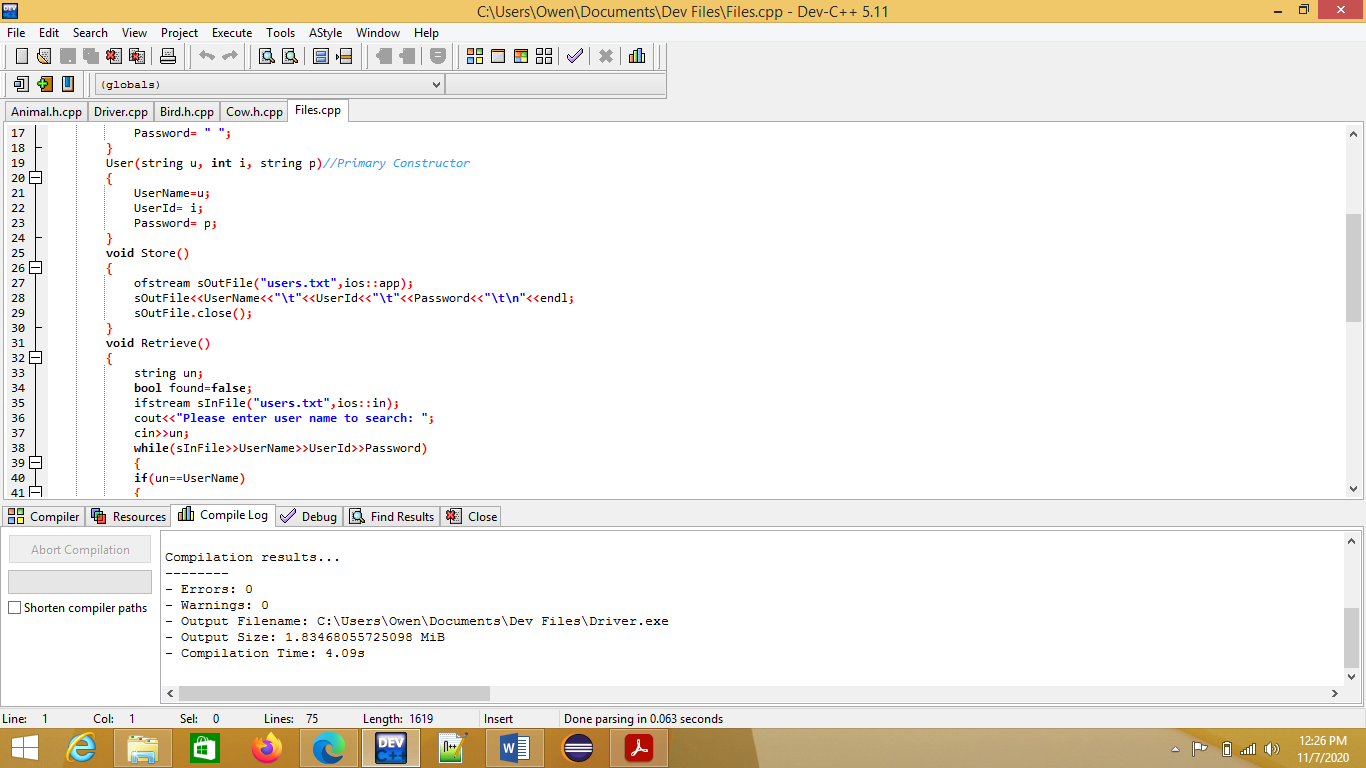 C:\Users\Owen\Documents\Dev Files\Files.cpp - Dev-C++ 5.11
File Edit Search View Project Execute Tools AStyle Window Help
(globals)
Animal.h.cpp Driver.cpp Bird.h.cpp Cow.h.cpp Files.cpp
17 Password= " ";
18 }
19 User(string u, int i, string p)//Primary Constructor
20 {
21 UserName=u;
22 UserId= i;
23 Password= p;
24 }
25 void Store()
26 {
27 ofstream sOutFile("users.txt",ios::app);
28 sOutFile<<UserName<<"\t"<<UserId<<"\t"<<Password<<"\t\n"<<endl;
29 sOutFile.close();
30 }
31 void Retrieve()
32 {
33 string un;
34 bool found=false;
35 ifstream sInFile("users.txt",ios::in);
36 cout<<"Please enter user name to search: ";
37 cin>>un;
38 while(sInFile>>UserName>>UserId>>Password)
39 {
40 if(un==UserName)
41 {
Compiler Resources Compile Log Debug Find Results Close
Abort Compilation
Shorten compiler paths
Compilation results...
--------
- Errors: 0
- Warnings: 0
- Output Filename: C:\Users\Owen\Documents\Dev Files\Driver.exe
- Output Size: 1.83468055725098 MiB
- Compilation Time: 4.09s
Line: 1 Col: 1 Sel: 0 Lines: 75 Length: 1619 Insert Done parsing in 0.063 seconds
DEV C++
12:26 PM
11/7/2020